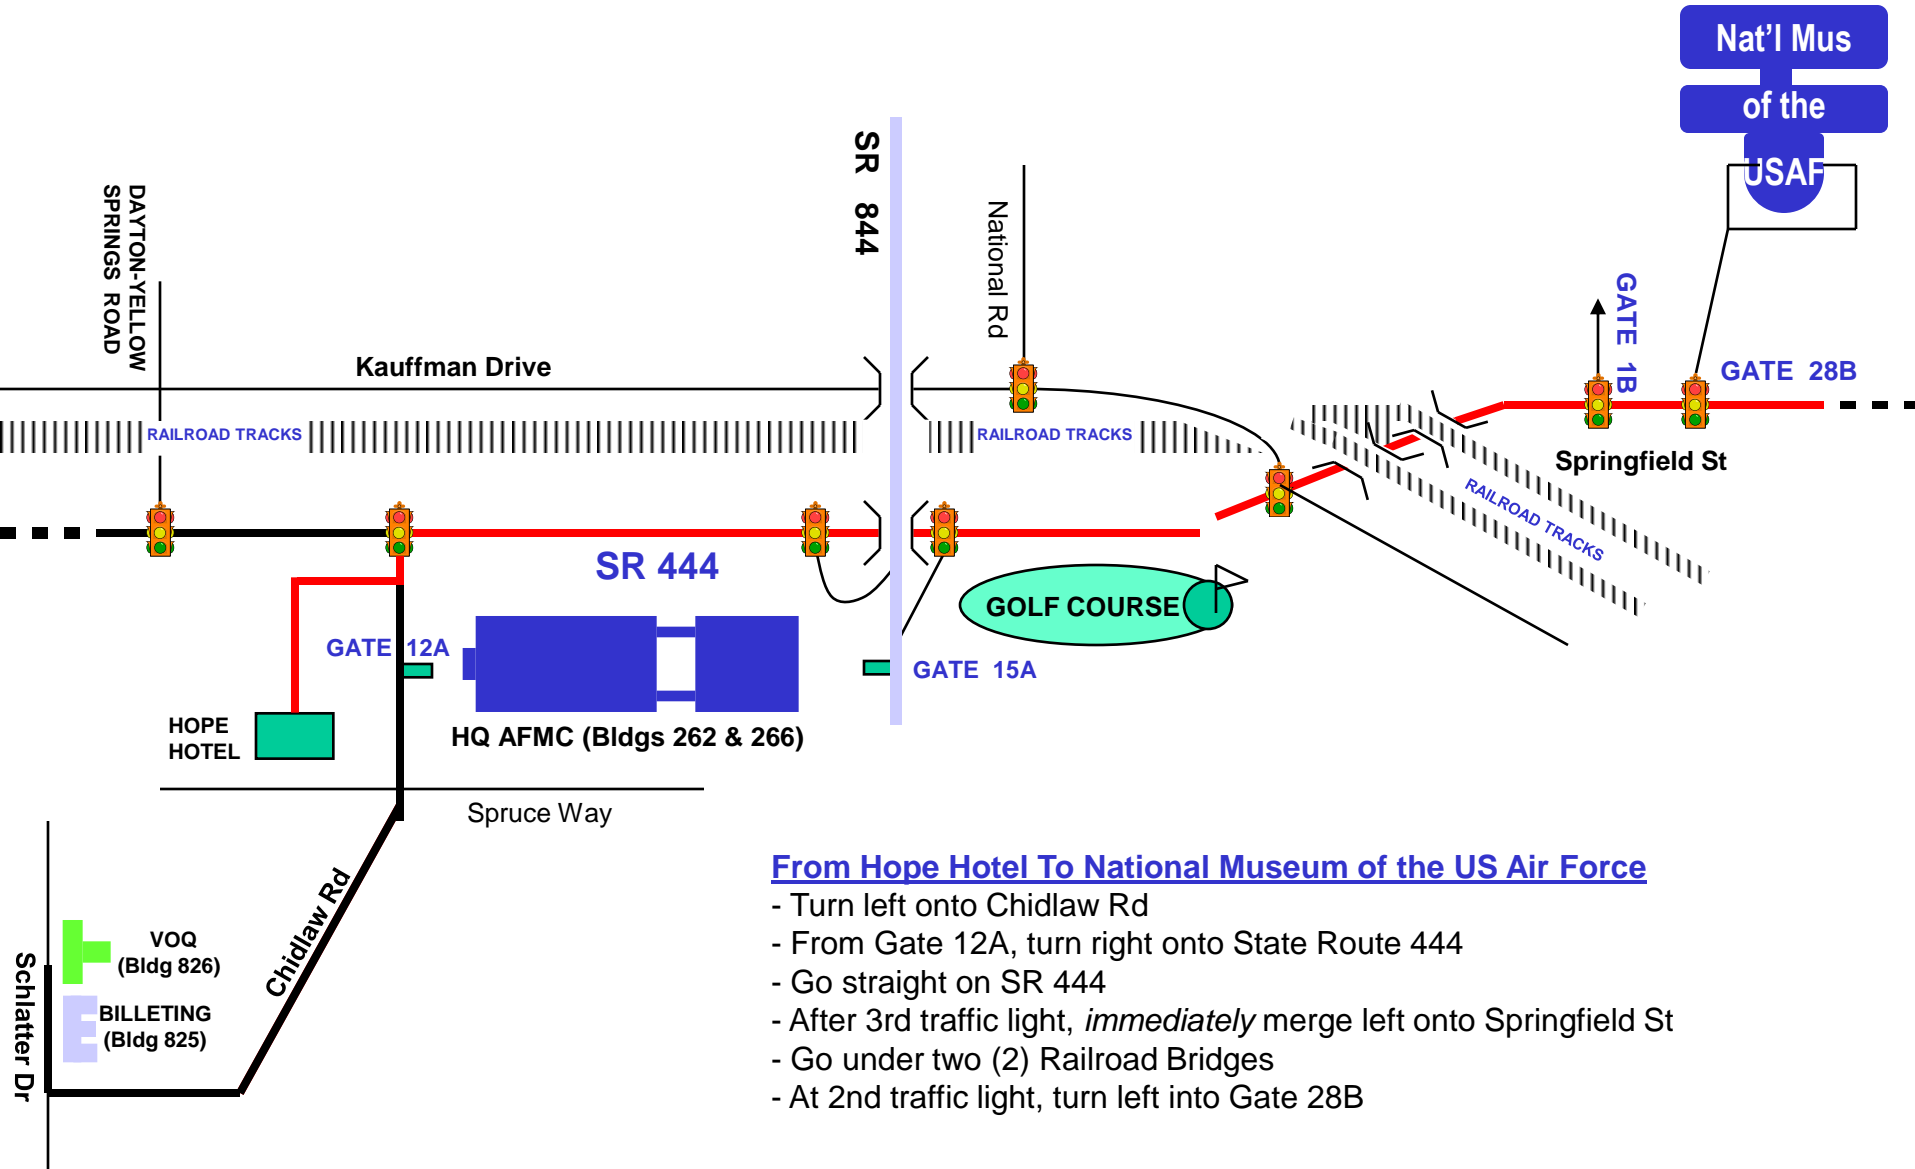 Nat’l Mus
of the
USAF
SR 844
DAYTON-YELLOW
SPRINGS ROAD
National Rd
GATE 1B
Kauffman Drive
GATE 28B
RAILROAD TRACKS
RAILROAD TRACKS
Springfield St
RAILROAD TRACKS
SR 444
GOLF COURSE
GATE 12A
GATE 15A
HOPE
HOTEL
HQ AFMC (Bldgs 262 & 266)
Spruce Way
Chidlaw Rd
VOQ
(Bldg 826)
Schlatter Dr
BILLETING
(Bldg 825)
From Hope Hotel To National Museum of the US Air Force
- Turn left onto Chidlaw Rd
- From Gate 12A, turn right onto State Route 444
- Go straight on SR 444
- After 3rd traffic light, immediately merge left onto Springfield St
- Go under two (2) Railroad Bridges
- At 2nd traffic light, turn left into Gate 28B